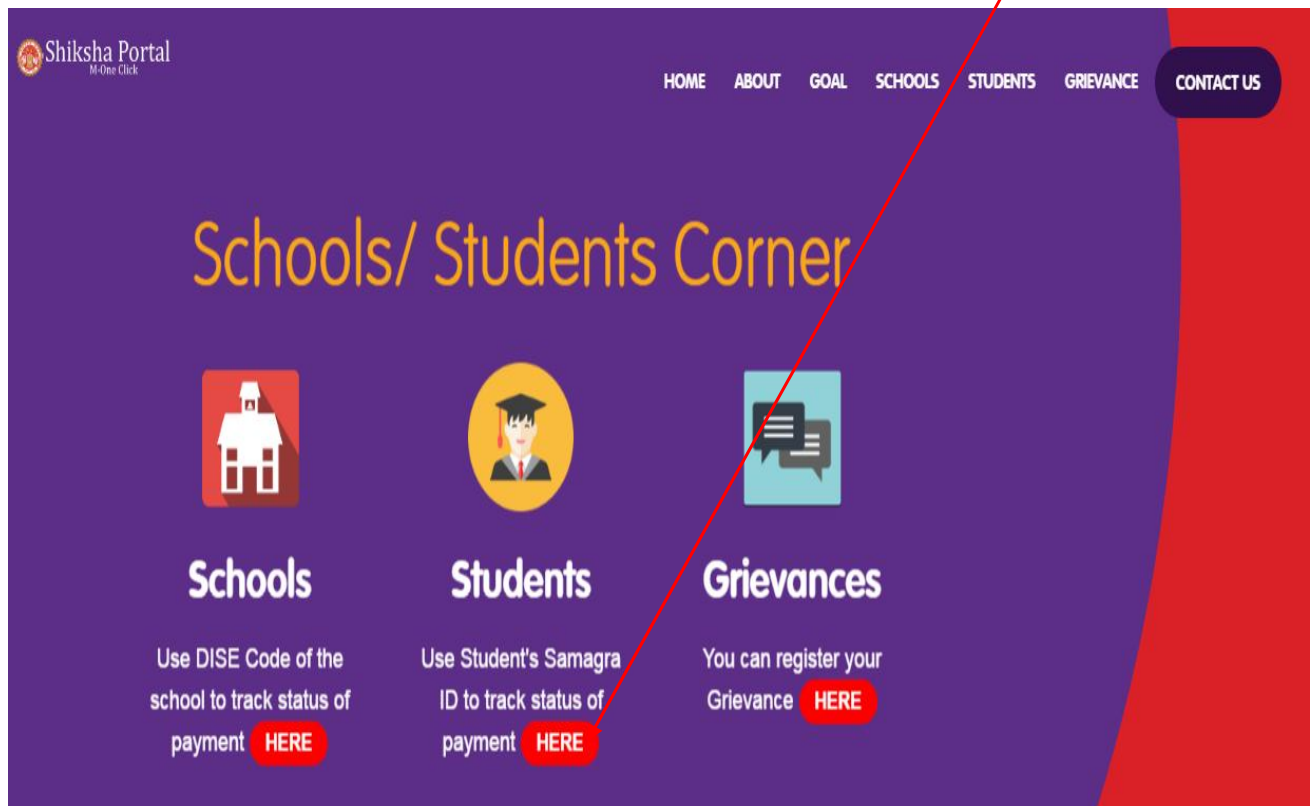 Shiksha Portal
M-One Click
HOME ABOUT GOAL SCHOOLS STUDENTS GRIEVANCE CONTACT US
Schools/ Students Corner
Schools
Use DISE Code of the
school to track status of
payment HERE
Students
Use Student's Samagra
ID to track status of
payment HERE
Grievances
You can register your
Grievance HERE